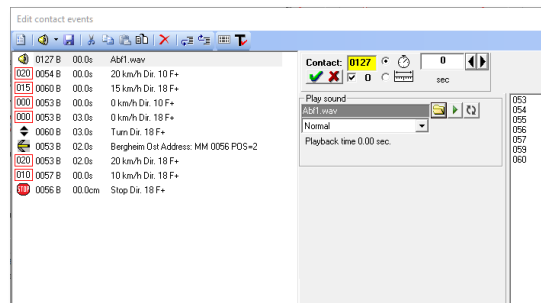 Edit contact events
0127 B 00.0s Abf1.wav
020 0054 B 00.0s 20 km/h Dir. 10 F+
015 0060 B 00.0s 15 km/h Dir. 18 F+
000 0053 B 00.0s 0 km/h Dir. 10 F+
000 0053 B 03.0s 0 km/h Dir. 18 F+
0060 B 03.0s Turn Dir. 18 F+
0053 B 02.0s Bergheim Ost Address: MM 0056 POS=2
020 0053 B 02.0s 20 km/h Dir. 18 F+
010 0057 B 00.0s 10 km/h Dir. 18 F+
STOP 0056 B 00.0cm Stop Dir. 18 F+
Contact: 0127 0
0 sec
Play sound
Abf1.wav
Normal
Playback time 0.00 sec.
053
054
055
056
057
059
060